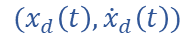 (x_d(t), ẋ_d(t))